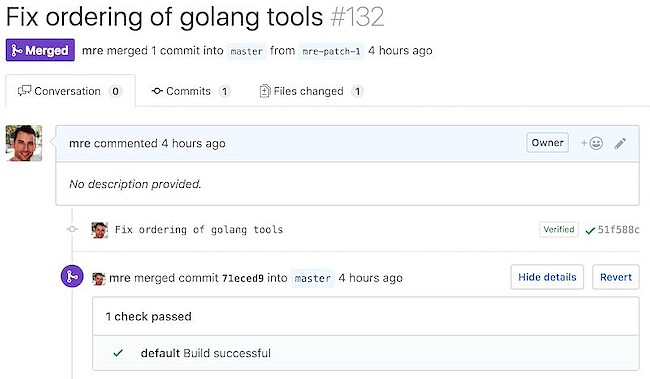 Fix ordering of golang tools #132
Merged mre merged 1 commit into master from mre-patch-1 4 hours ago
Conversation 0 Commits 1 Files changed 1
mre commented 4 hours ago Owner
No description provided.
Fix ordering of golang tools Verified 51f588c
mre merged commit 71eced9 into master 4 hours ago Hide details Revert
1 check passed
default Build successful